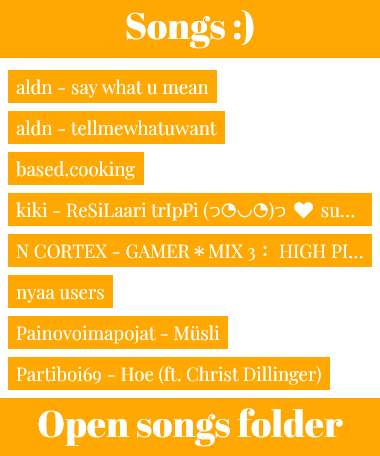 Songs :)
aldn - say what u mean
aldn - tellmewhatuwant
based.cooking
kiki - ReSiLaari trIpPi (っ◔◡◔)っ ♥ su...
N CORTEX - GAMER＊MIX 3： HIGH PI...
nyaa users
Painovoimapojat - Müsli
Partiboi69 - Hoe (ft. Christ Dillinger)
Open songs folder